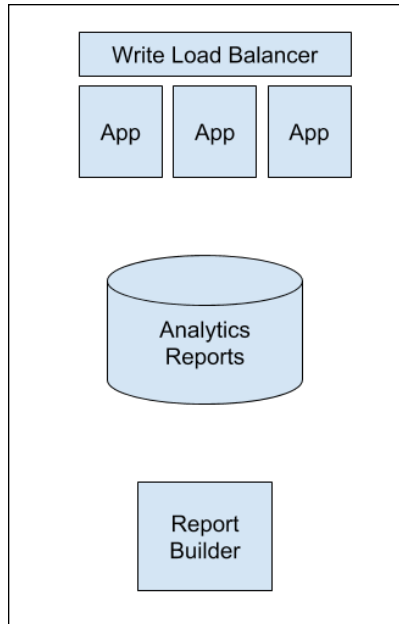 Write Load Balancer
App App App
Analytics
Reports
Report
Builder